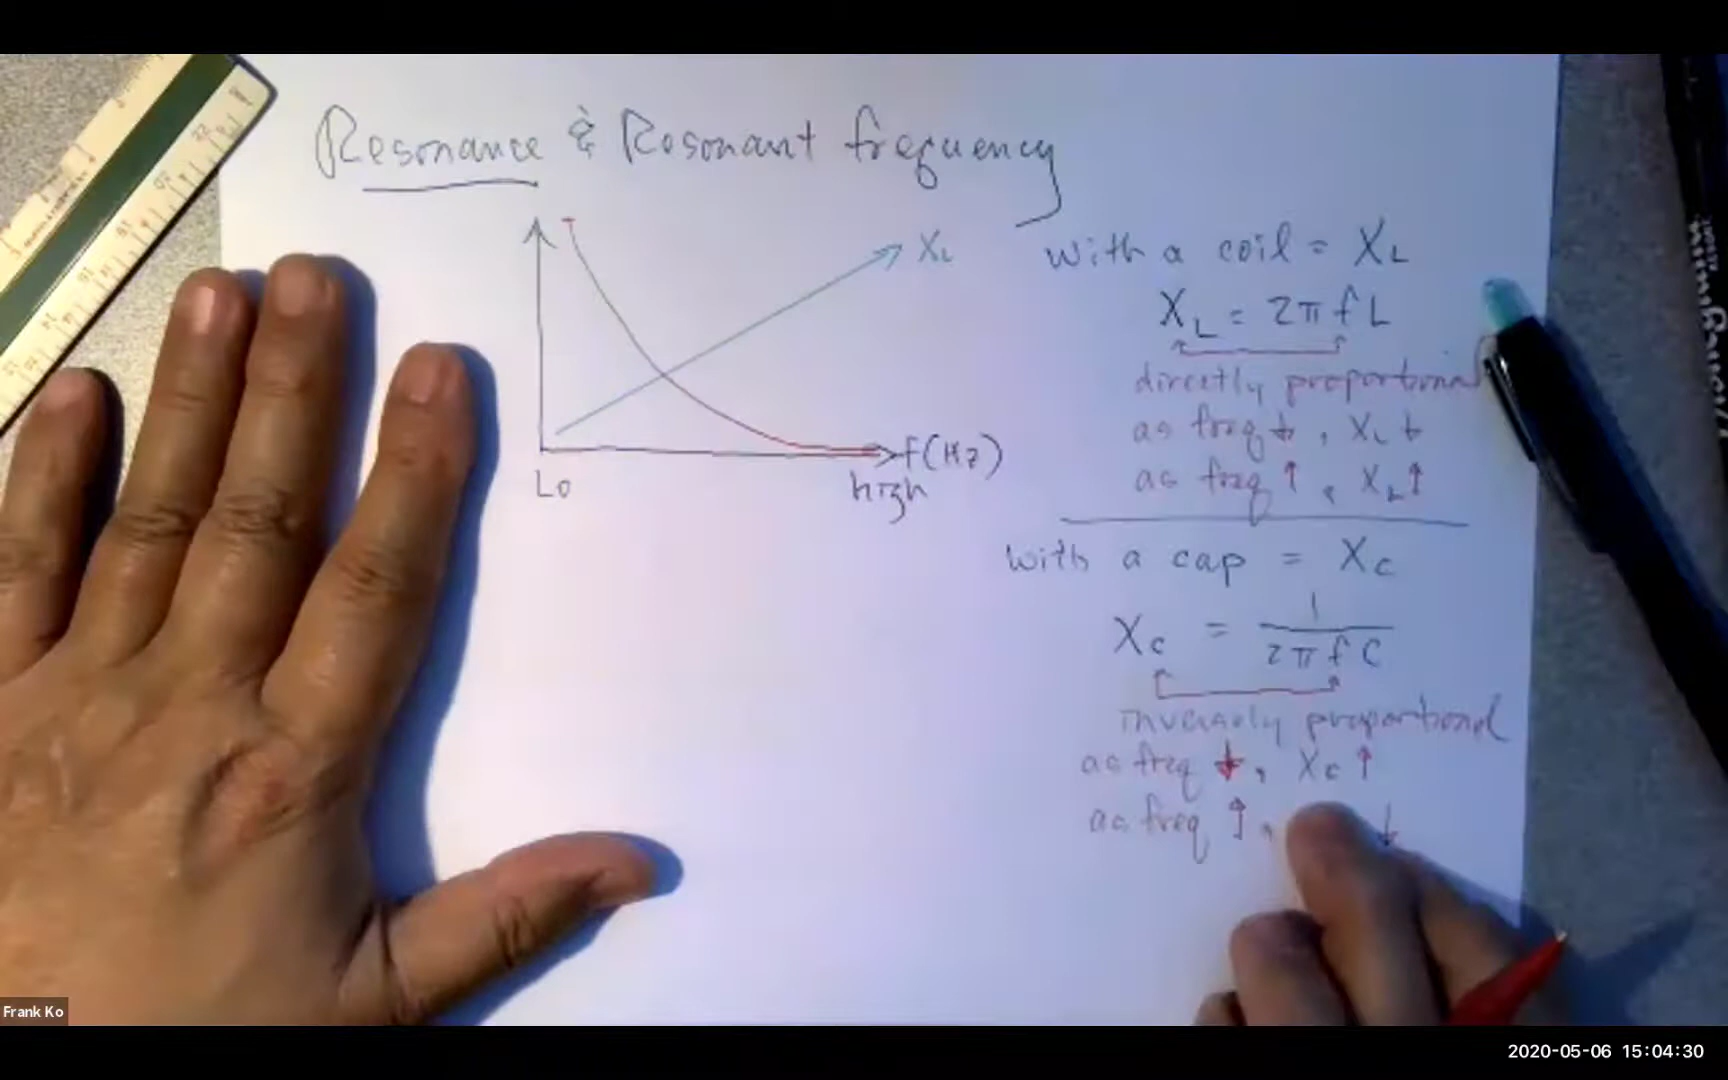 Resonance & Resonant frequency
XL
f(Hz)
Lo
high
with a coil = XL
XL = 2π f L
directly proportional
as freq ↓, XL ↓
as freq ↑, XL ↑
with a cap = Xc
Xc = 1
2π f C
inversely proportional
as freq ↓, Xc ↑
as freq ↑, ↓
Frank Ko
2020-05-06 15:04:30